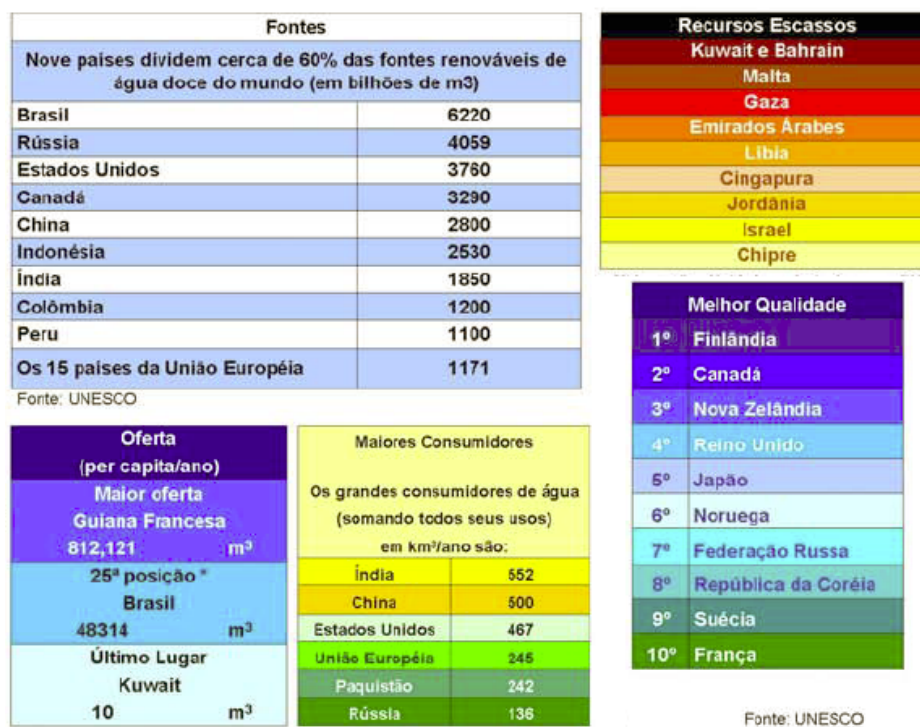 Fontes
Nove países dividem cerca de 60% das fontes renováveis de
água doce do mundo (em bilhões de m3)
Brasil 6220
Rússia 4059
Estados Unidos 3760
Canadá 3290
China 2800
Indonésia 2530
Índia 1850
Colômbia 1200
Peru 1100
Os 15 países da União Européia 1171
Fonte: UNESCO
Recursos Escassos
Kuwait e Bahrain
Malta
Gaza
Emirados Árabes
Líbia
Cingapura
Jordânia
Israel
Chipre
Melhor Qualidade
1º Finlândia
2º Canadá
3º Nova Zelândia
4º Reino Unido
5º Japão
6º Noruega
7º Federação Russa
8º República da Coréia
9º Suécia
10º França
Fonte: UNESCO
Oferta
(per capita/ano)
Maior oferta
Guiana Francesa
812,121 m³
25ª posição *
Brasil
48314 m³
Último Lugar
Kuwait
10 m³
Maiores Consumidores
Os grandes consumidores de água
(somando todos seus usos)
em km³/ano são:
Índia 552
China 500
Estados Unidos 467
União Européia 245
Paquistão 242
Rússia 136